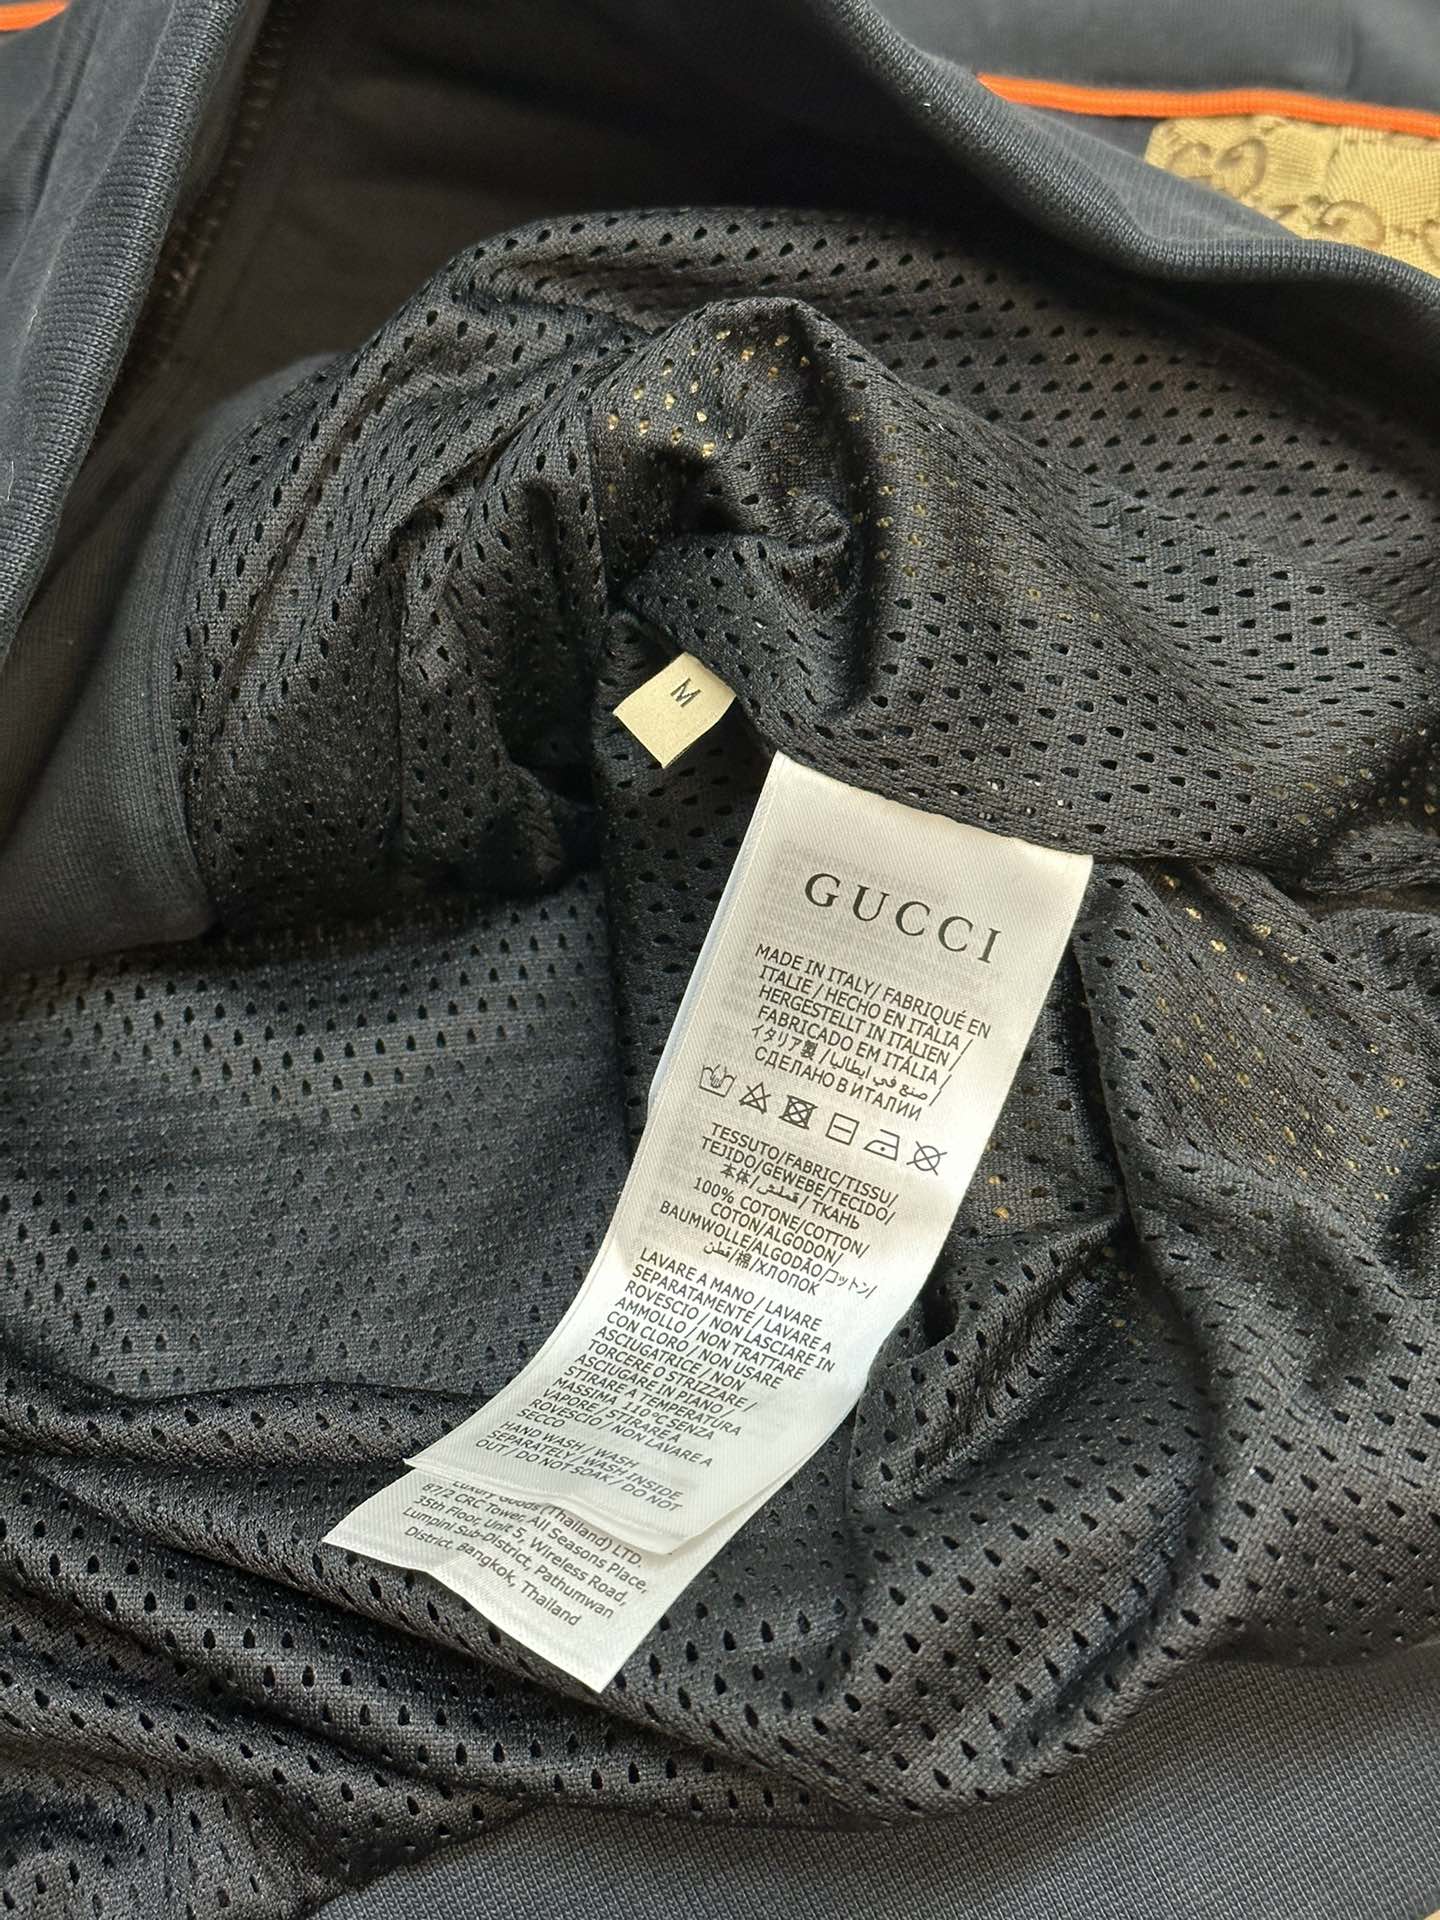 M
GUCCI
MADE IN ITALY/ FABRIQUÉ EN
ITALIE / HECHO EN ITALIA /
HERGESTELLT IN ITALIEN /
FABRICADO EM ITÁLIA /
イタリア製 / صنع في ايطاليا /
СДЕЛАНО В ИТАЛИИ
TESSUTO/FABRIC/TISSU/
TEJIDO/GEWEBE/TECIDO/
本体/قماش/ТКАНЬ
100% COTONE/COTTON/
COTON/ALGODON/
BAUMWOLLE/ALGODÃO/コットン/
قطن/棉/ХЛОПОК
LAVARE A MANO / LAVARE
SEPARATAMENTE / LAVARE A
ROVESCIO / NON LASCIARE IN
AMMOLLO / NON TRATTARE
CON CLORO / NON USARE
ASCIUGATRICE / NON
TORCERE O STRIZZARE /
ASCIUGARE IN PIANO /
STIRARE A TEMPERATURA
MASSIMA 110°C SENZA
VAPORE / STIRARE A
ROVESCIO / NON LAVARE A
SECCO
HAND WASH / WASH
SEPARATELY / WASH INSIDE
OUT / DO NOT SOAK / DO NOT
Luxury Goods (Thailand) LTD.
87/2 CRC Tower, All Seasons Place,
35th Floor, Unit 5, Wireless Road,
Lumpini Sub-District, Pathumwan
District, Bangkok, Thailand